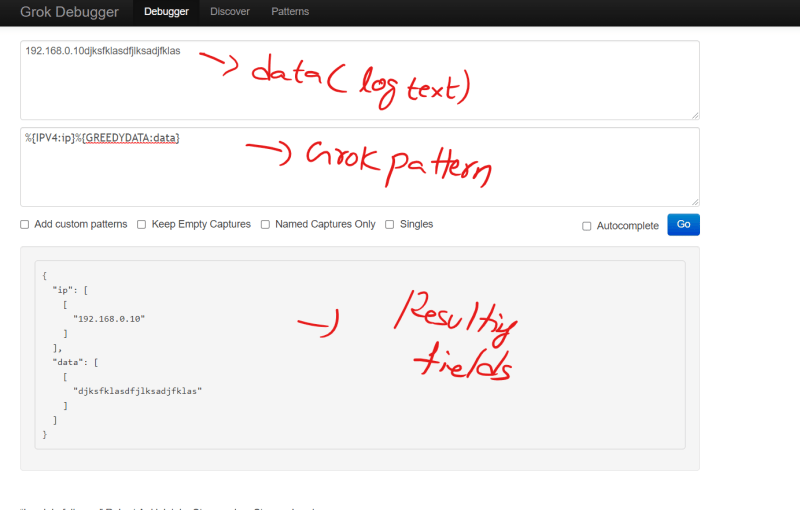 Grok Debugger Debugger Discover Patterns
192.168.0.10djksfklasdfjlksadjfklas
data ( log text)
%{IPV4:ip}%{GREEDYDATA:data}
Grok pattern
Add custom patterns Keep Empty Captures Named Captures Only Singles Autocomplete Go
{
"ip": [
[
"192.168.0.10"
]
],
"data": [
[
"djksfklasdfjlksadjfklas"
]
]
}
Resultiy
fields